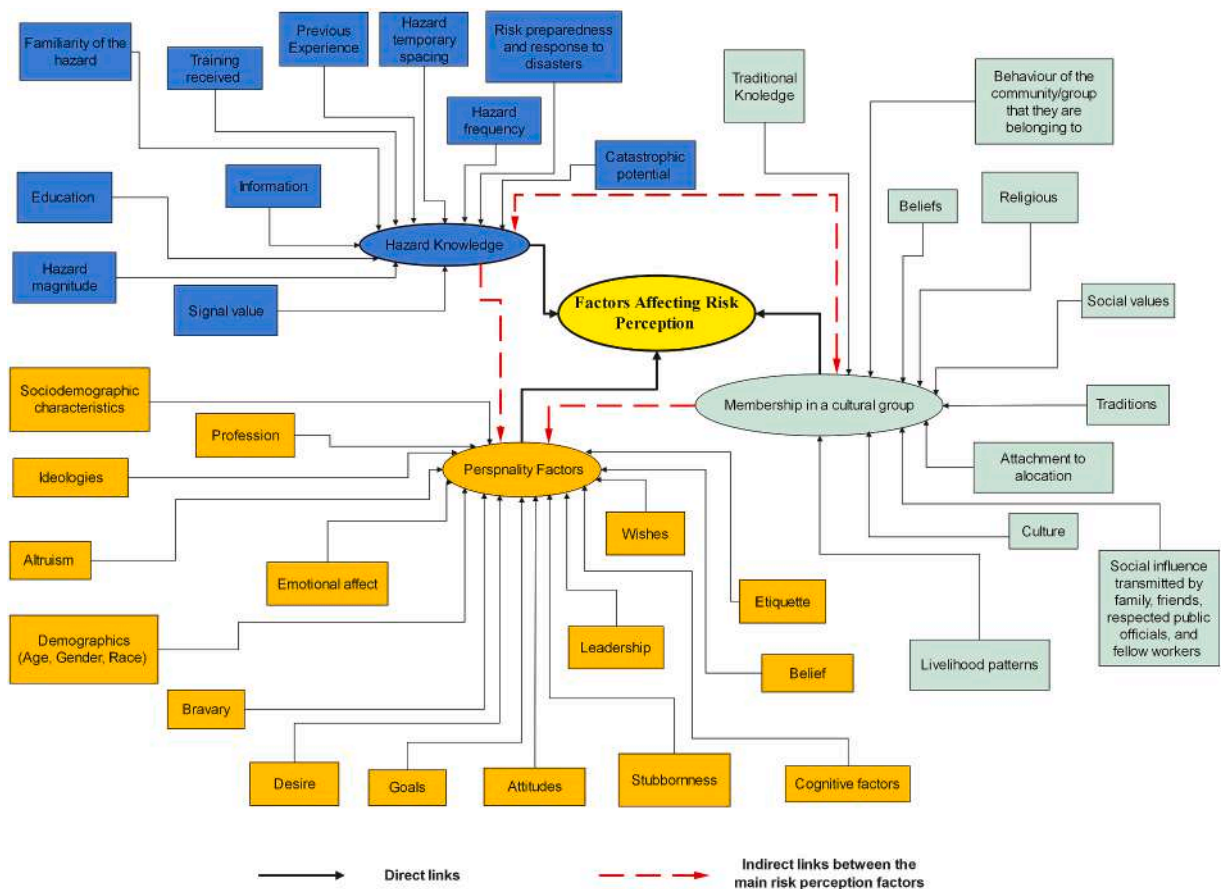 Familiarity of the
hazard
Training
received
Previous
Experience
Hazard
temporary
spacing
Risk preparedness
and response to
disasters
Hazard
frequency
Catastrophic
potential
Education
Information
Hazard
magnitude
Signal value
Hazard Knowledge
Traditional
Knoledge
Behaviour of the
community/group
that they are
belonging to
Beliefs
Religious
Social values
Factors Affecting Risk
Perception
Membership in a cultural group
Traditions
Attachment to
alocation
Culture
Social influence
transmitted by
family, friends,
respected public
officials, and
fellow workers
Livelihood patterns
Sociodemographic
characteristics
Profession
Ideologies
Perspnality Factors
Altruism
Emotional affect
Wishes
Etiquette
Demographics
(Age, Gender, Race)
Leadership
Belief
Bravary
Desire
Goals
Attitudes
Stubbornness
Cognitive factors
Direct links
Indirect links between the
main risk perception factors